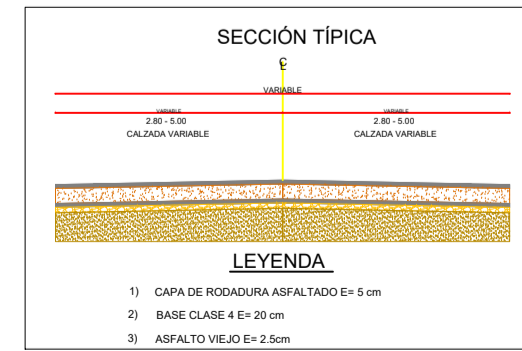 SECCIÓN TÍPICA
℄
VARIABLE
VARIABLE VARIABLE
2.80 - 5.00 2.80 - 5.00
CALZADA VARIABLE CALZADA VARIABLE
LEYENDA
1) CAPA DE RODADURA ASFALTADO E= 5 cm
2) BASE CLASE 4 E= 20 cm
3) ASFALTO VIEJO E= 2.5cm